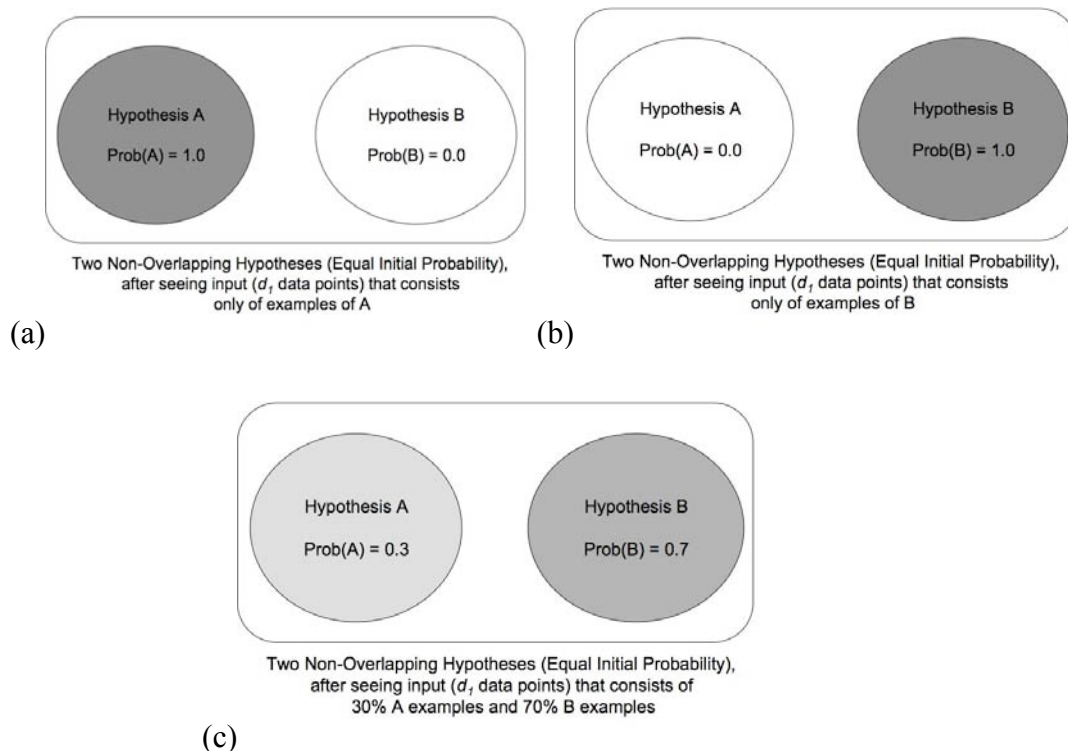 Hypothesis A
Prob(A) = 1.0
Hypothesis B
Prob(B) = 0.0
Two Non-Overlapping Hypotheses (Equal Initial Probability),
after seeing input (d₁ data points) that consists
only of examples of A
(a)
Hypothesis A
Prob(A) = 0.0
Hypothesis B
Prob(B) = 1.0
Two Non-Overlapping Hypotheses (Equal Initial Probability),
after seeing input (d₁ data points) that consists
only of examples of B
(b)
Hypothesis A
Prob(A) = 0.3
Hypothesis B
Prob(B) = 0.7
Two Non-Overlapping Hypotheses (Equal Initial Probability),
after seeing input (d₁ data points) that consists of
30% A examples and 70% B examples
(c)